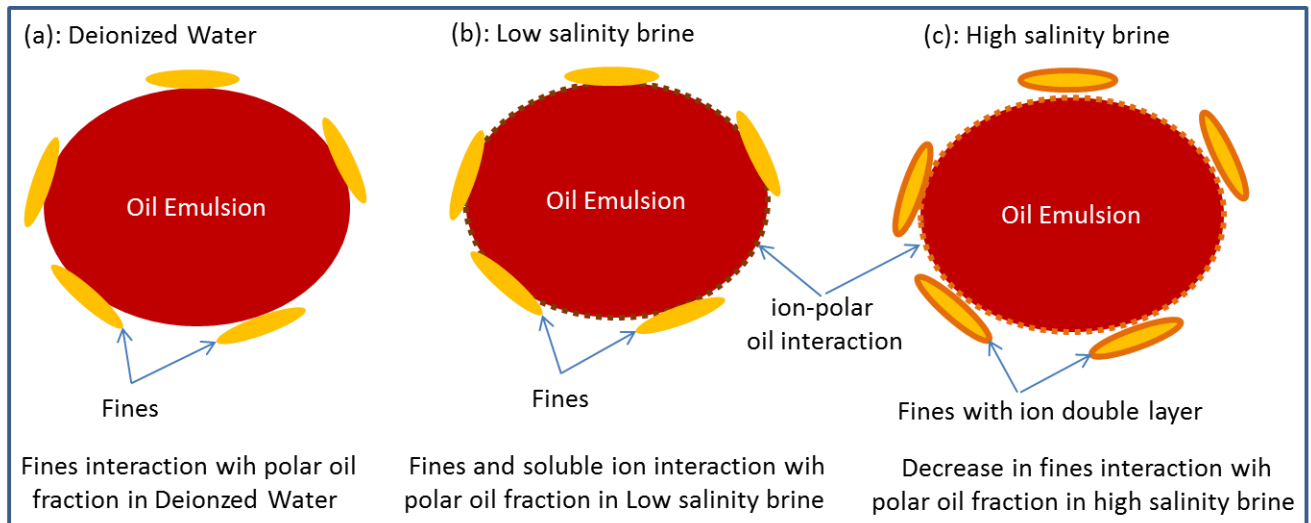 (a): Deionized Water
Oil Emulsion
Fines
Fines interaction wih polar oil
fraction in Deionzed Water
(b): Low salinity brine
Oil Emulsion
ion-polar
oil interaction
Fines
Fines and soluble ion interaction wih
polar oil fraction in Low salinity brine
(c): High salinity brine
Oil Emulsion
Fines with ion double layer
Decrease in fines interaction wih
polar oil fraction in high salinity brine